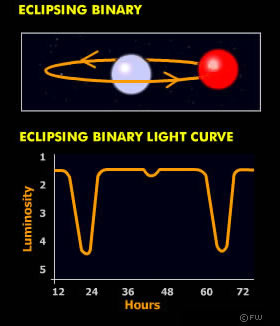 ECLIPSING BINARY
ECLIPSING BINARY LIGHT CURVE
Luminosity
1
2
3
4
5
12 24 36 48 60 72
Hours
© FW